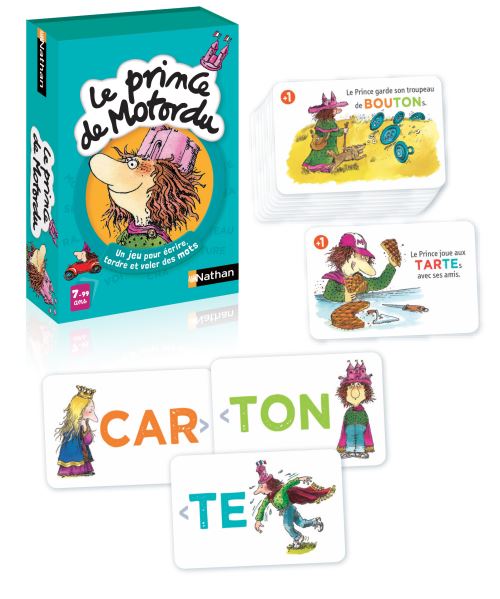 Nathan
Le prince
de Motordu
Le prince
de Motordu
Un jeu pour écrire,
tordre et voler des mots
Nathan
7-99
ans
+1
Le Prince garde son troupeau
de BOUTONs.
+1
Le Prince joue aux
TARTEs
avec ses amis.
CAR>
<TON
<TE